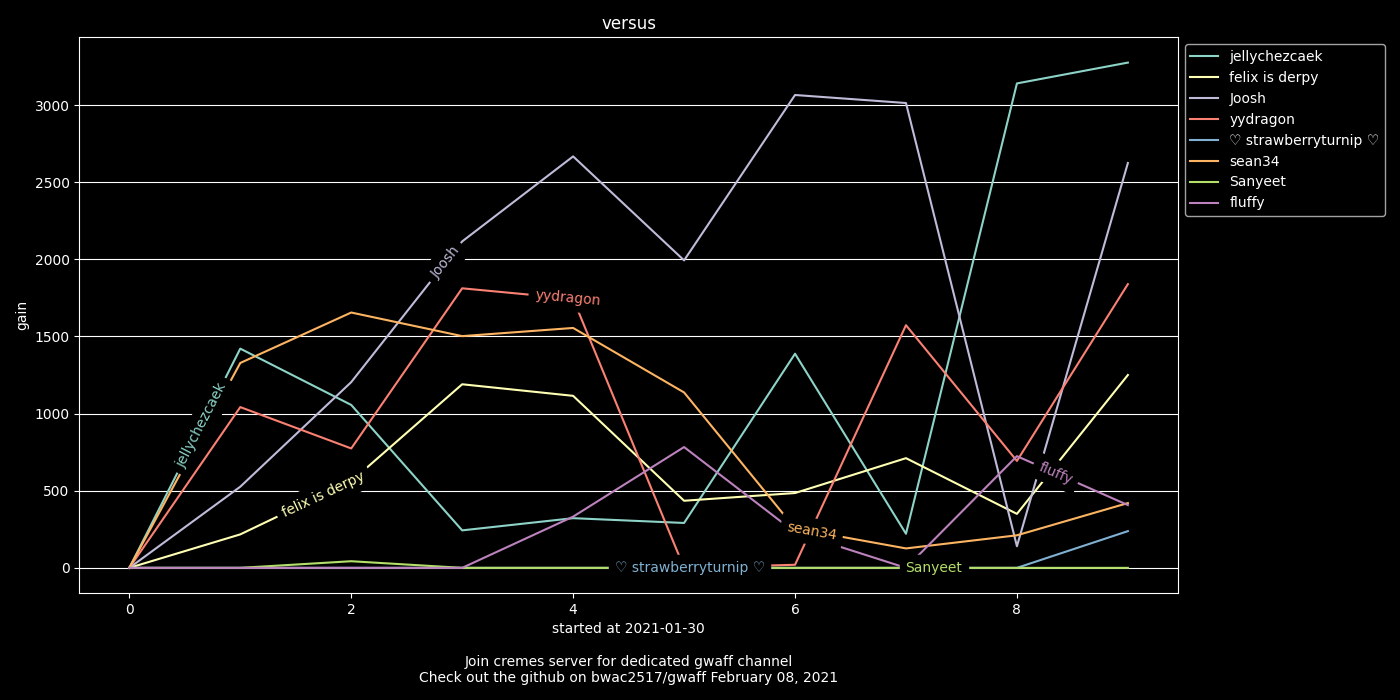 versus
jellychezcaek
felix is derpy
Joosh
yydragon
♡ strawberryturnip ♡
sean34
Sanyeet
fluffy
3000
2500
2000
1500
1000
500
0
gain
Joosh
yydragon
jellychezcaek
felix is derpy
fluffy
sean34
♡ strawberryturnip ♡
Sanyeet
0 2 4 6 8
started at 2021-01-30
Join cremes server for dedicated gwaff channel
Check out the github on bwac2517/gwaff February 08, 2021